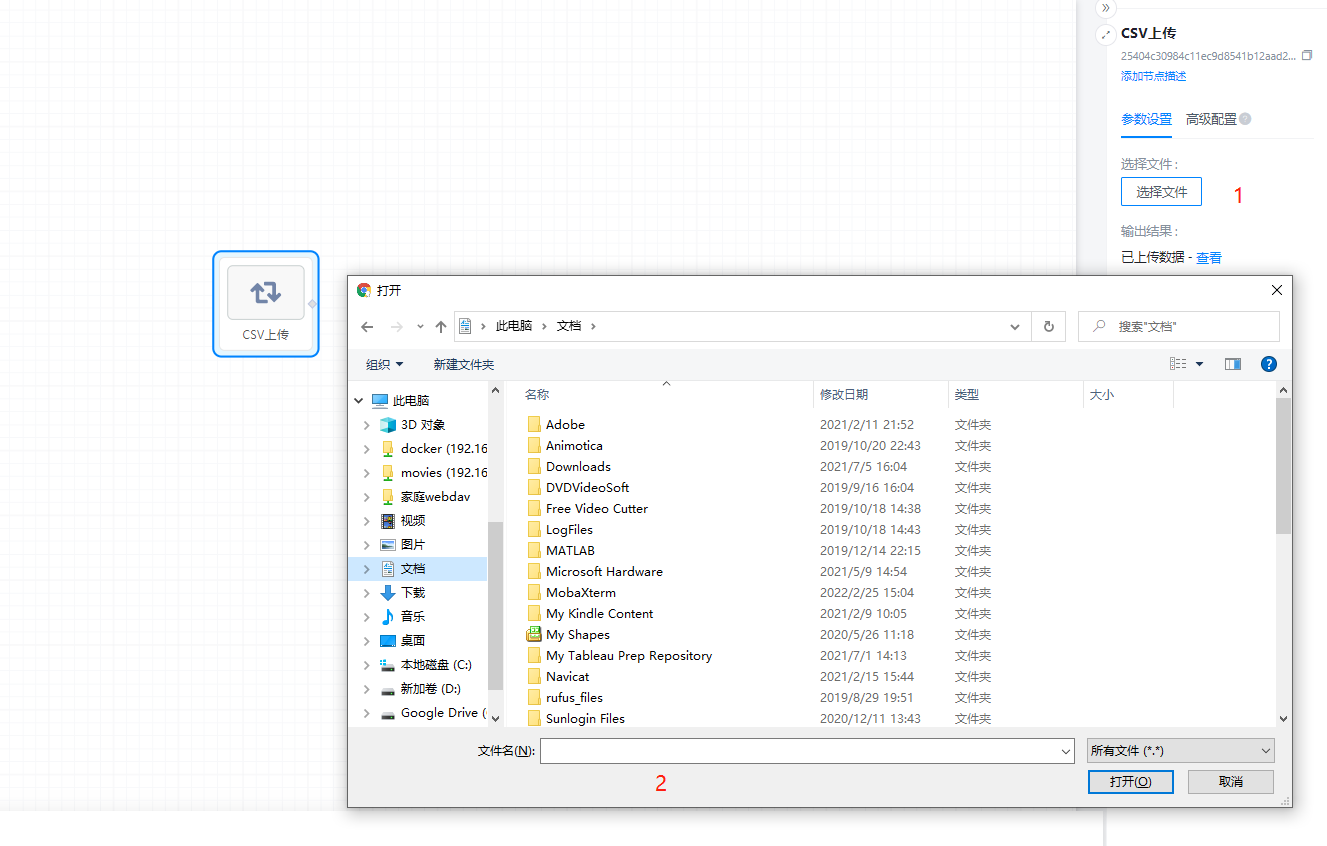 CSV上传
25404c30984c11ec9d8541b12aad2...
添加节点描述
参数设置 高级配置 ?
选择文件 :
选择文件 1
输出结果 :
已上传数据 - 查看
CSV上传
打开
此电脑 文档
搜索"文档"
组织 新建文件夹 ?
此电脑
3D 对象
docker (192.16
movies (192.16
家庭webdav
视频
图片
文档
下载
音乐
桌面
本地磁盘 (C:)
新加卷 (D:)
Google Drive (
名称 修改日期 类型 大小
Adobe 2021/2/11 21:52 文件夹
Animotica 2019/10/20 22:43 文件夹
Downloads 2021/7/5 16:04 文件夹
DVDVideoSoft 2019/9/16 16:04 文件夹
Free Video Cutter 2019/10/18 14:38 文件夹
LogFiles 2019/10/18 14:43 文件夹
MATLAB 2019/12/14 22:15 文件夹
Microsoft Hardware 2021/5/9 14:54 文件夹
MobaXterm 2022/2/25 15:04 文件夹
My Kindle Content 2021/2/9 10:05 文件夹
My Shapes 2020/5/26 11:18 文件夹
My Tableau Prep Repository 2021/7/1 14:13 文件夹
Navicat 2021/2/15 15:44 文件夹
rufus_files 2019/8/29 19:51 文件夹
Sunlogin Files 2020/12/11 13:43 文件夹
文件名(N): 所有文件 (*.*)
2 打开(O) 取消